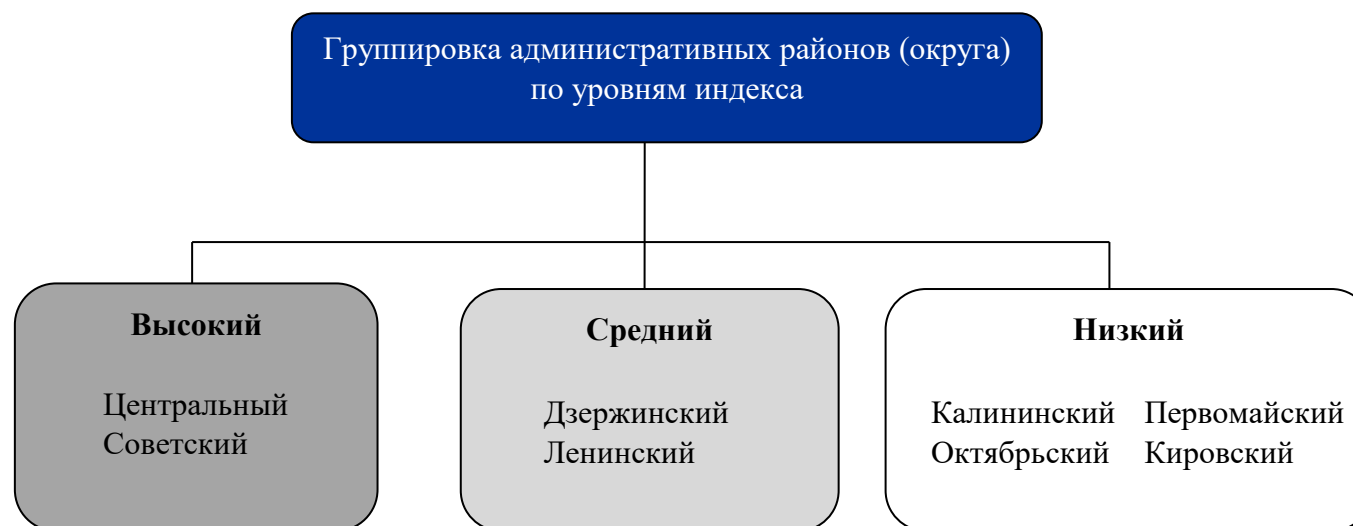 Группировка административных районов (округа)
по уровням индекса
Высокий
Центральный
Советский
Средний
Дзержинский
Ленинский
Низкий
Калининский Первомайский
Октябрьский Кировский